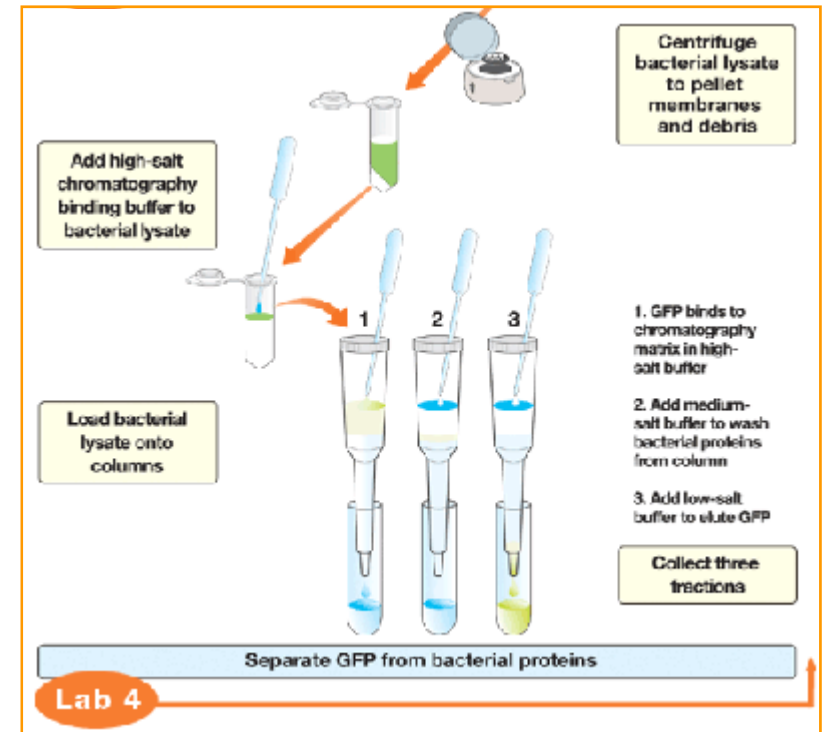 Centrifuge
bacterial lysate
to pellet
membranes
and debris
Add high-salt
chromatography
binding buffer to
bacterial lysate
1
2
3
1. GFP binds to
chromatography
matrix in high-
salt buffer
Load bacterial
lysate onto
columns
2. Add medium-
salt buffer to wash
bacterial proteins
from column
3. Add low-salt
buffer to elute GFP
Collect three
fractions
Separate GFP from bacterial proteins
Lab 4